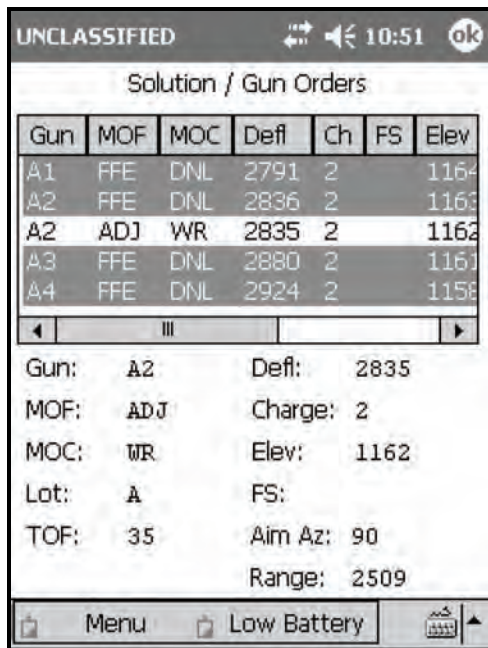 UNCLASSIFIED 10:51 ok
Solution / Gun Orders
Gun MOF MOC Defl Ch FS Elev
A1 FFE DNL 2791 2 1164
A2 FFE DNL 2836 2 1163
A2 ADJ WR 2835 2 1162
A3 FFE DNL 2880 2 1161
A4 FFE DNL 2924 2 1158
Gun: A2 Defl: 2835
MOF: ADJ Charge: 2
MOC: WR Elev: 1162
Lot: A FS:
TOF: 35 Aim Az: 90
Range: 2509
Menu Low Battery